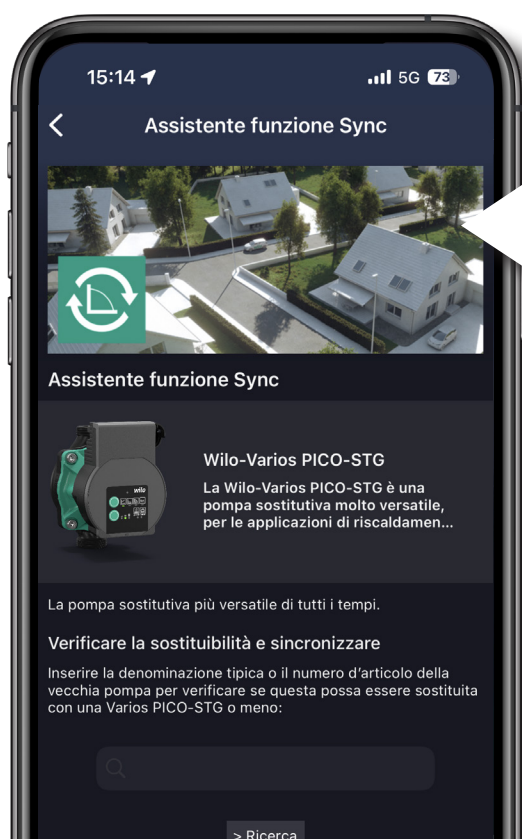 15:14
5G 73
Assistente funzione Sync
Assistente funzione Sync
wilo
Wilo-Varios PICO-STG
La Wilo-Varios PICO-STG è una
pompa sostitutiva molto versatile,
per le applicazioni di riscaldamen...
La pompa sostitutiva più versatile di tutti i tempi.
Verificare la sostituibilità e sincronizzare
Inserire la denominazione tipica o il numero d'articolo della
vecchia pompa per verificare se questa possa essere sostituita
con una Varios PICO-STG o meno:
> Ricerca